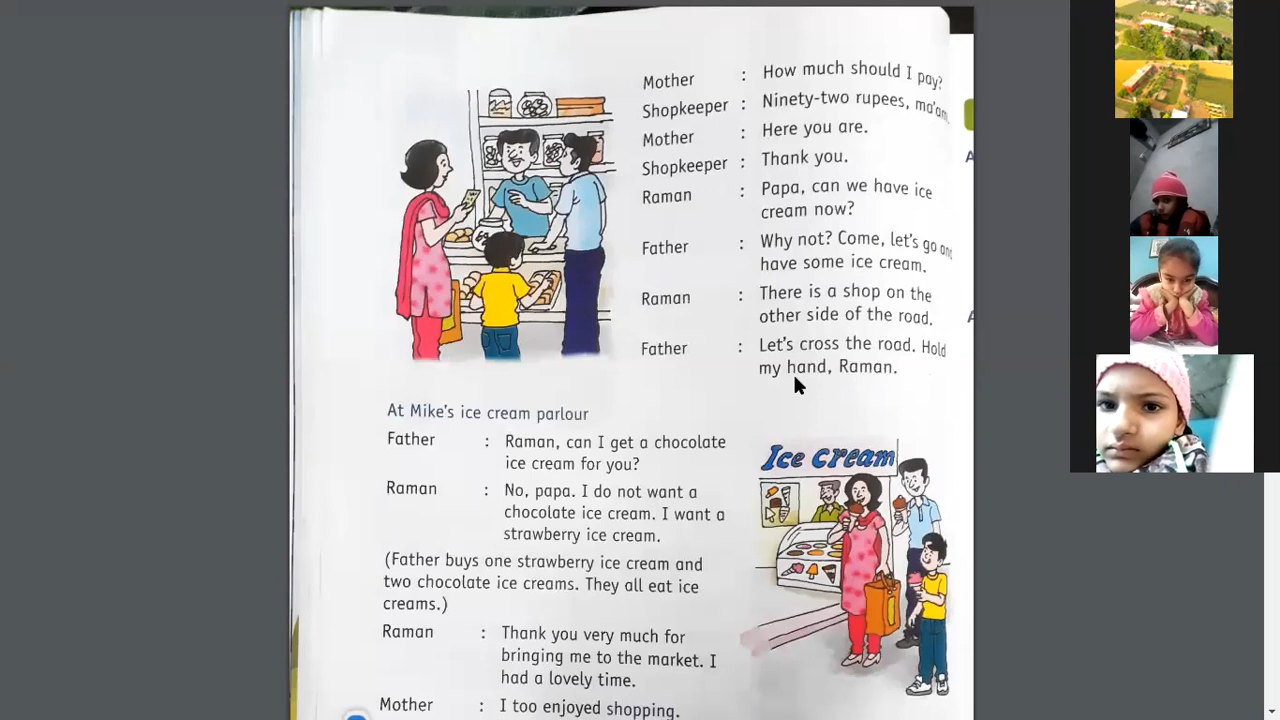 Mother : How much should I pay?
Shopkeeper : Ninety-two rupees, ma'am.
Mother : Here you are.
Shopkeeper : Thank you.
Raman : Papa, can we have ice
cream now?
Father : Why not? Come, let's go and
have some ice cream.
Raman : There is a shop on the
other side of the road.
Father : Let's cross the road. Hold
my hand, Raman.
At Mike's ice cream parlour
Father : Raman, can I get a chocolate
ice cream for you?
Raman : No, papa. I do not want a
chocolate ice cream. I want a
strawberry ice cream.
(Father buys one strawberry ice cream and
two chocolate ice creams. They all eat ice
creams.)
Raman : Thank you very much for
bringing me to the market. I
had a lovely time.
Mother : I too enjoyed shopping.
Ice cream